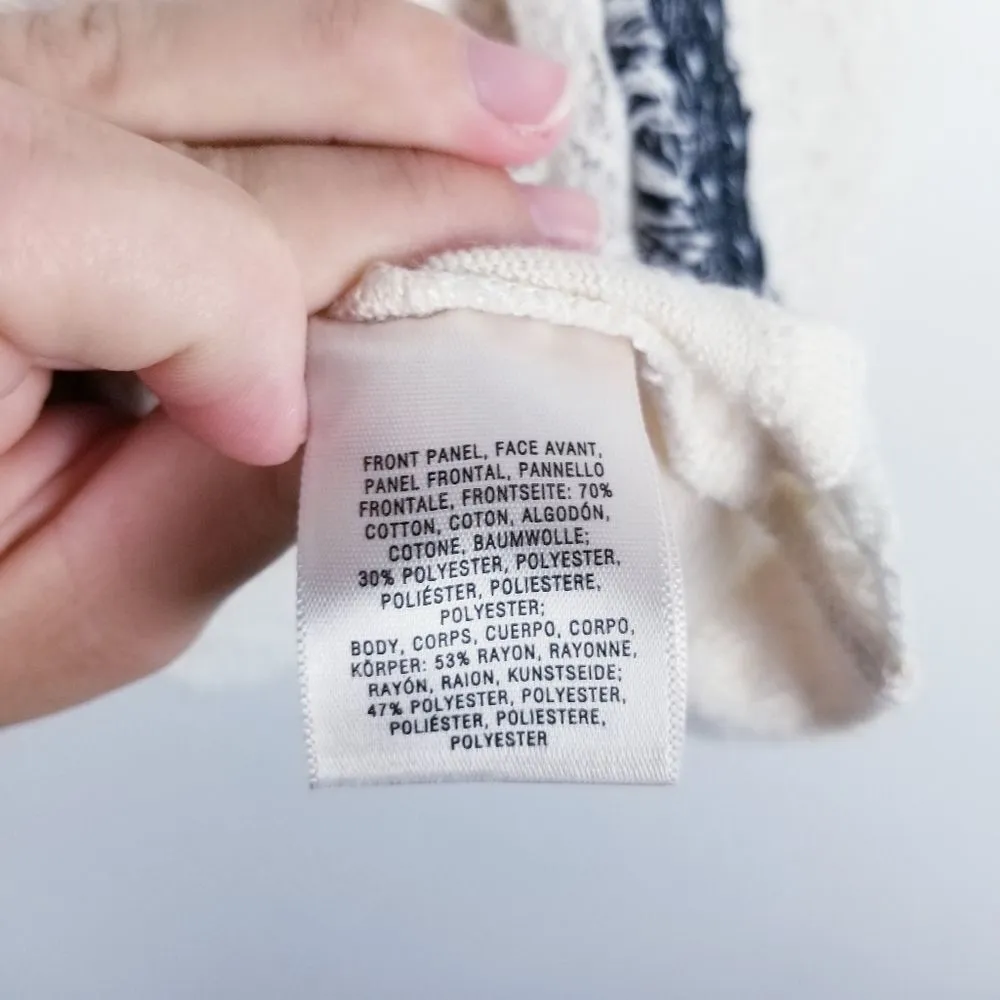 FRONT PANEL, FACE AVANT,
PANEL FRONTAL, PANNELLO
FRONTALE, FRONTSEITE: 70%
COTTON, COTON, ALGODÓN,
COTONE, BAUMWOLLE;
30% POLYESTER, POLYESTER,
POLIÉSTER, POLIESTERE,
POLYESTER;
BODY, CORPS, CUERPO, CORPO,
KÖRPER: 53% RAYON, RAYONNE,
RAYÓN, RAION, KUNSTSEIDE;
47% POLYESTER, POLYESTER,
POLIÉSTER, POLIESTERE,
POLYESTER